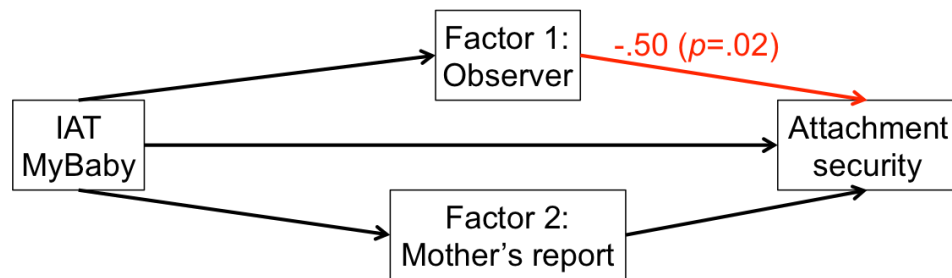 Factor 1:
Observer
-.50 (p=.02)
IAT
MyBaby
Attachment
security
Factor 2:
Mother’s report